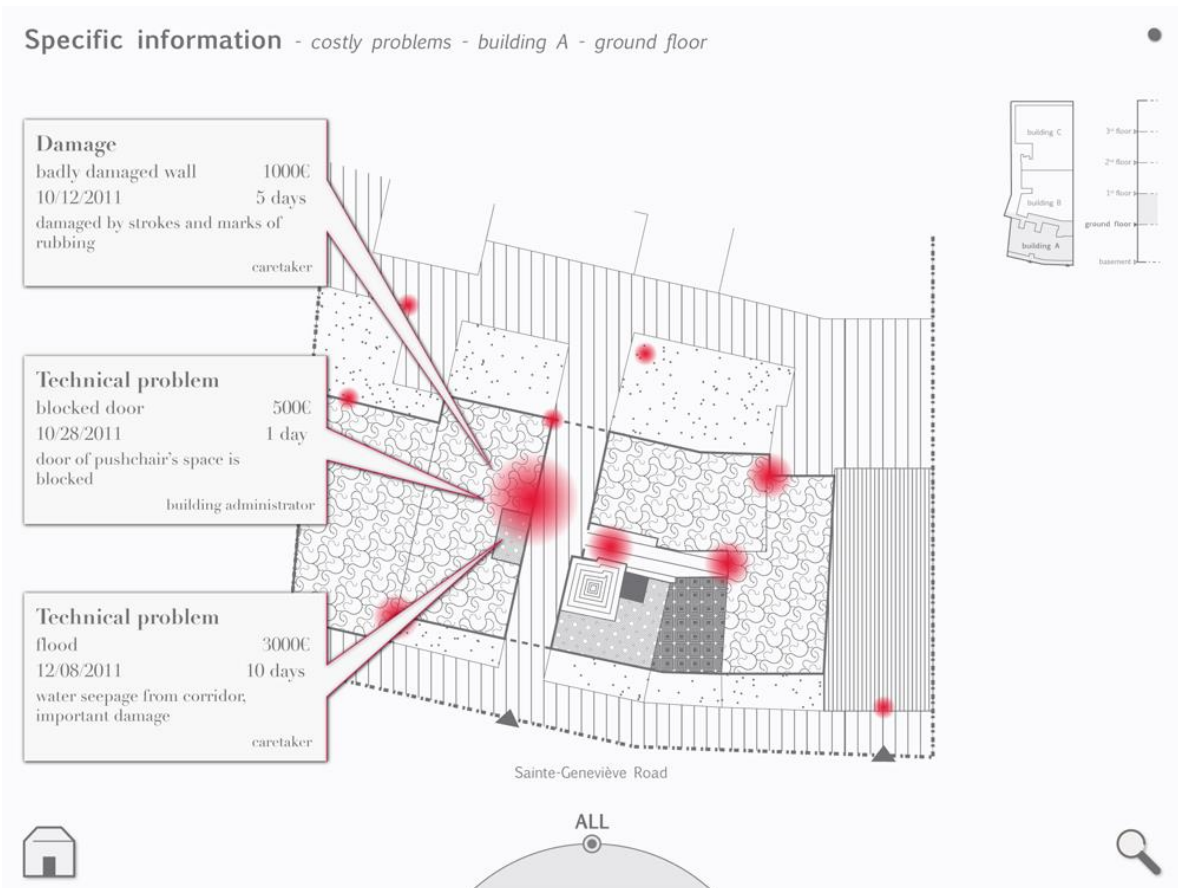 Specific information - costly problems - building A - ground floor
Damage
badly damaged wall 1000€
10/12/2011 5 days
damaged by strokes and marks of
rubbing
caretaker
Technical problem
blocked door 500€
10/28/2011 1 day
door of pushchair's space is
blocked
building administrator
Technical problem
flood 3000€
12/08/2011 10 days
water seepage from corridor,
important damage
caretaker
building C
building B
building A
3rd floor
2nd floor
1st floor
ground floor
basement
Sainte-Geneviève Road
ALL